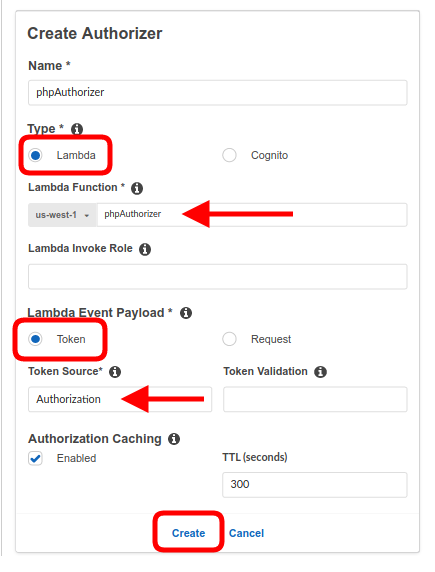 Create Authorizer
Name *
phpAuthorizer
Type *
Lambda Cognito
Lambda Function *
us-west-1 phpAuthorizer
Lambda Invoke Role
Lambda Event Payload *
Token Request
Token Source* Token Validation
Authorization
Authorization Caching
Enabled TTL (seconds)
300
Create Cancel